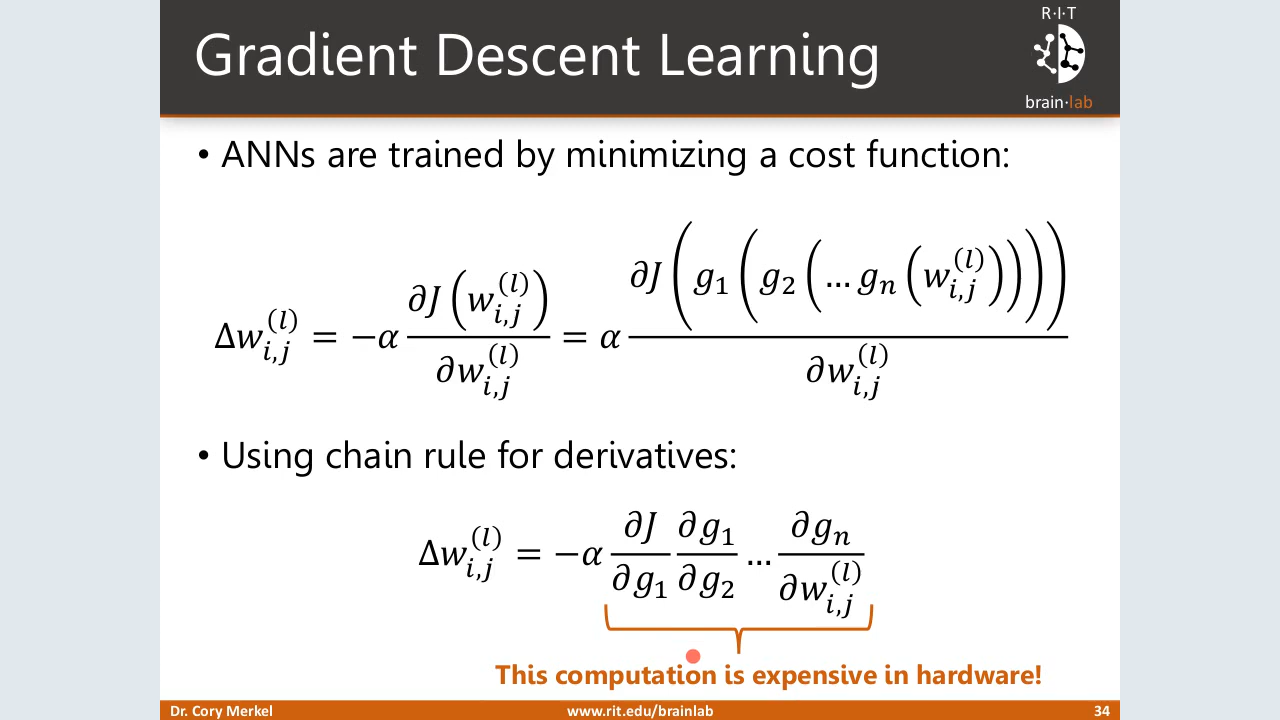 Gradient Descent Learning
R·I·T
brain·lab
• ANNs are trained by minimizing a cost function:
Δw_{i,j}^{(l)} = −α ∂J(w_{i,j}^{(l)}) / ∂w_{i,j}^{(l)} = α ∂J(g_1(g_2(… g_n(w_{i,j}^{(l)})))) / ∂w_{i,j}^{(l)}
• Using chain rule for derivatives:
Δw_{i,j}^{(l)} = −α ∂J/∂g_1 ∂g_1/∂g_2 … ∂g_n/∂w_{i,j}^{(l)}
This computation is expensive in hardware!
Dr. Cory Merkel www.rit.edu/brainlab 34